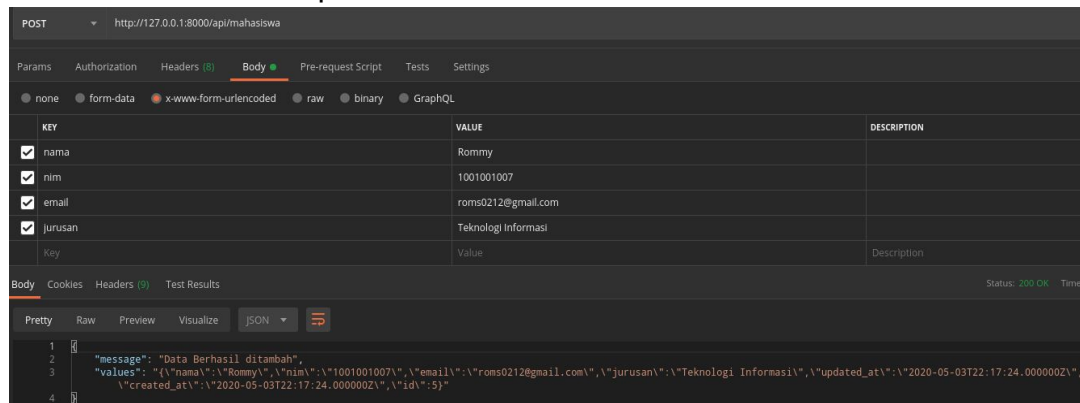 POST http://127.0.0.1:8000/api/mahasiswa
Params Authorization Headers (8) Body Pre-request Script Tests Settings
none form-data x-www-form-urlencoded raw binary GraphQL
KEY VALUE DESCRIPTION
nama Rommy
nim 1001001007
email roms0212@gmail.com
jurusan Teknologi Informasi
Key Value Description
Body Cookies Headers (9) Test Results Status: 200 OK Time
Pretty Raw Preview Visualize JSON
1 {
2 "message": "Data Berhasil ditambah",
3 "values": "{\"nama\":\"Rommy\",\"nim\":\"1001001007\",\"email\":\"roms0212@gmail.com\",\"jurusan\":\"Teknologi Informasi\",\"updated_at\":\"2020-05-03T22:17:24.000000Z\",
\"created_at\":\"2020-05-03T22:17:24.000000Z\",\"id\":5}"
4 }